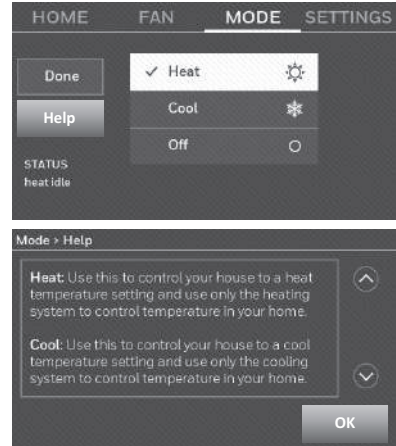 HOME FAN MODE SETTINGS
Done
✓ Heat
Help
Cool
Off
STATUS
heat idle
Mode > Help
Heat: Use this to control your house to a heat
temperature setting and use only the heating
system to control temperature in your home.
Cool: Use this to control your house to a cool
temperature setting and use only the cooling
system to control temperature in your home.
OK